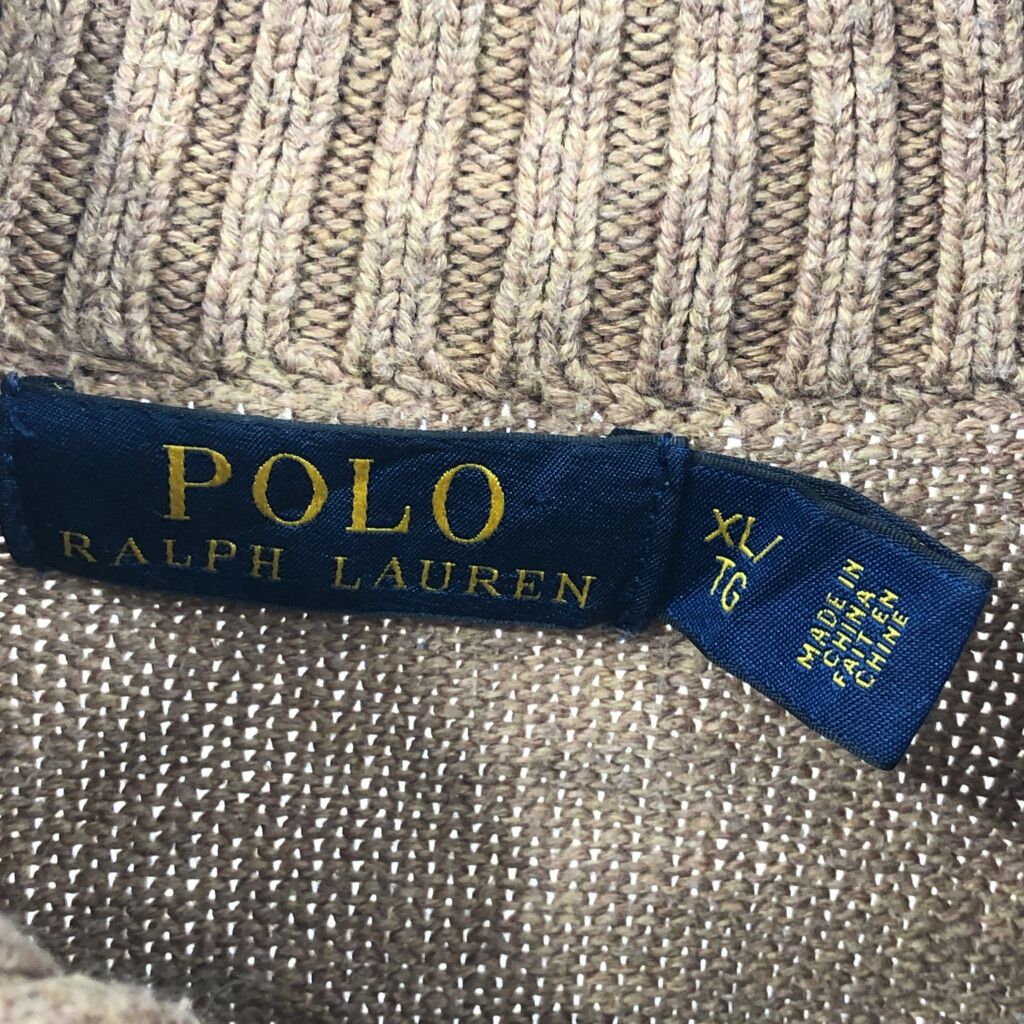 POLO
RALPH LAUREN
XL/
TG
MADE IN
CHINA
FAIT EN
CHINE